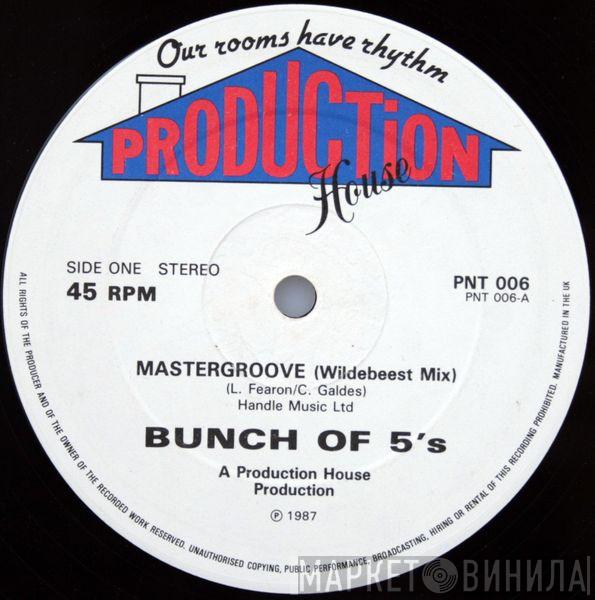 Our rooms have rhythm
PRODUCTiON
House
SIDE ONE STEREO
45 RPM
PNT 006
PNT 006-A
MASTERGROOVE (Wildebeest Mix)
(L. Fearon/C. Galdes)
Handle Music Ltd
BUNCH OF 5's
A Production House
Production
℗ 1987
ALL RIGHTS OF THE PRODUCER AND OF THE OWNER OF THE RECORDED WORK RESERVED. UNAUTHORISED COPYING, PUBLIC PERFORMANCE, BROADCASTING, HIRING OR RENTAL OF THIS RECORDING PROHIBITED. MANUFACTURED IN THE UK
МАРКЕТ ВИНИЛА